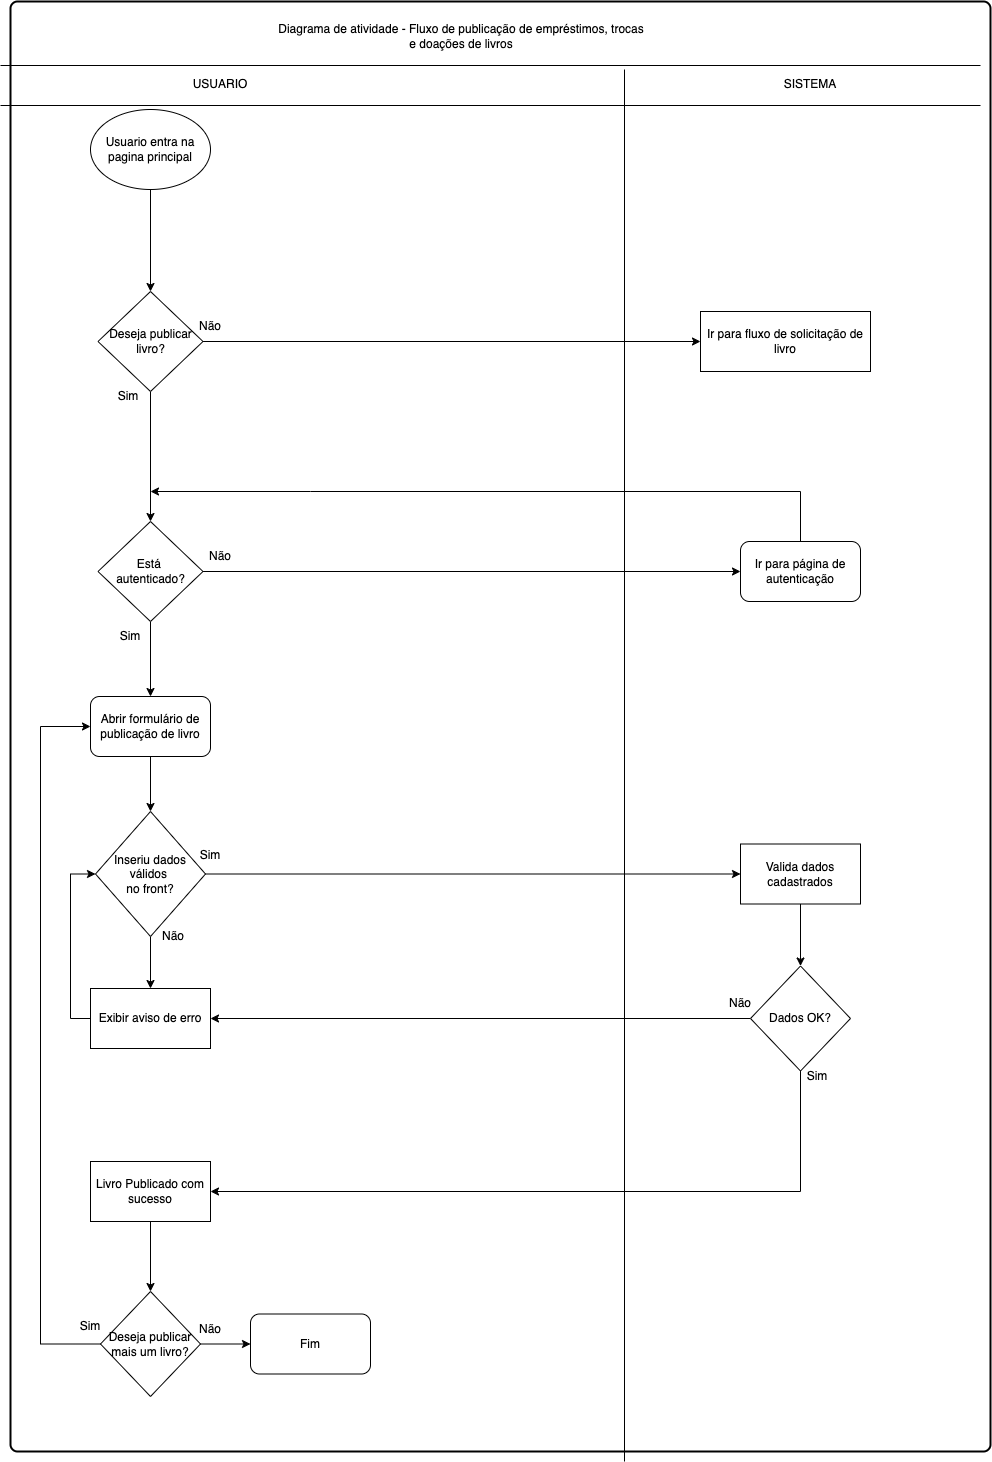 Diagrama de atividade - Fluxo de publicação de empréstimos, trocas
e doações de livros
USUARIO
SISTEMA
Usuario entra na
pagina principal
Deseja publicar
livro?
Não
Ir para fluxo de solicitação de
livro
Sim
Está
autenticado?
Não
Ir para página de
autenticação
Sim
Abrir formulário de
publicação de livro
Inseriu dados
válidos
no front?
Sim
Valida dados
cadastrados
Não
Exibir aviso de erro
Não
Dados OK?
Sim
Livro Publicado com
sucesso
Sim
Deseja publicar
mais um livro?
Não
Fim